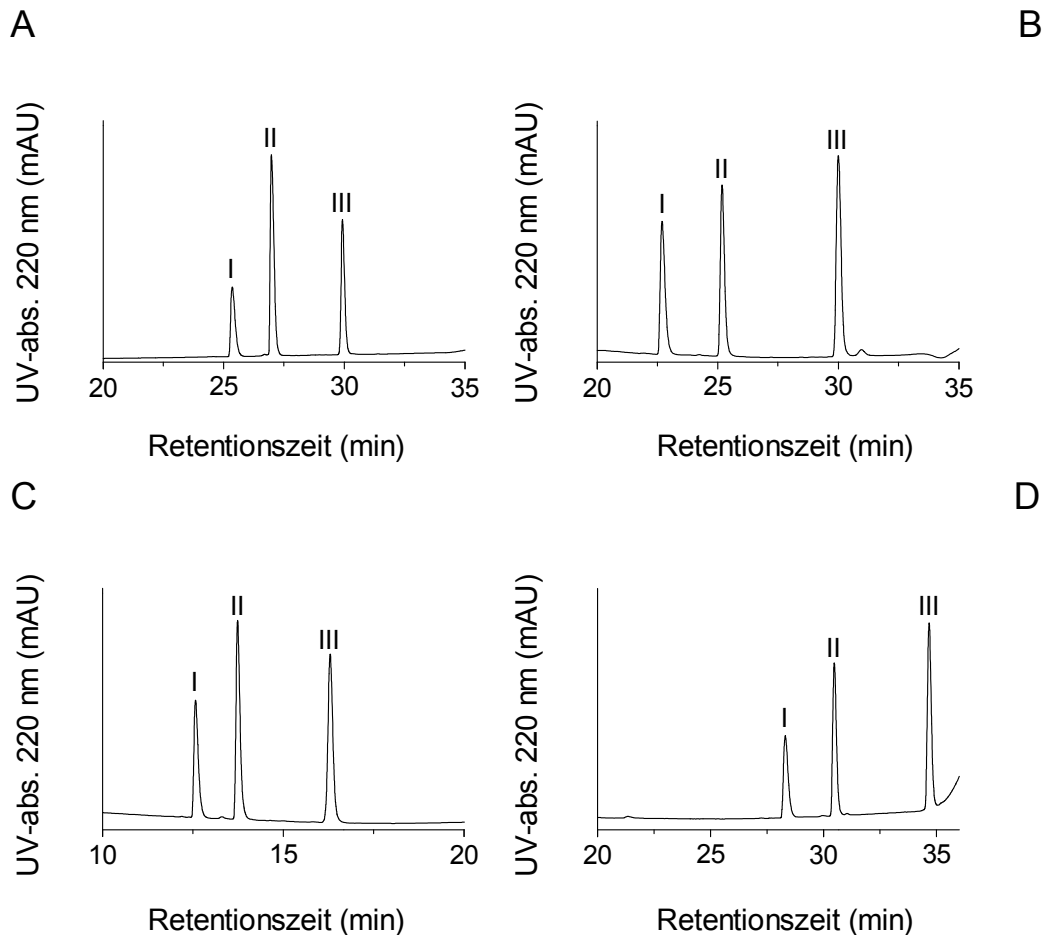 A
B
UV-abs. 220 nm (mAU)
I
II
III
20
25
30
35
Retentionszeit (min)
UV-abs. 220 nm (mAU)
I
II
III
20
25
30
35
Retentionszeit (min)
C
D
UV-abs. 220 nm (mAU)
I
II
III
10
15
20
Retentionszeit (min)
UV-abs. 220 nm (mAU)
I
II
III
20
25
30
35
Retentionszeit (min)